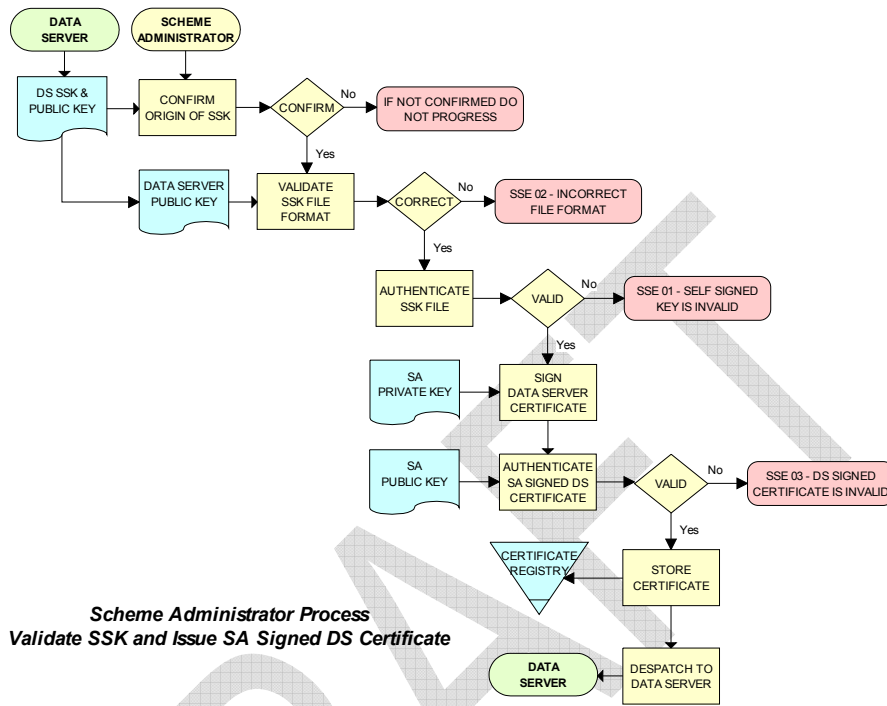 DATA
SERVER
SCHEME
ADMINISTRATOR
DS SSK &
PUBLIC KEY
CONFIRM
ORIGIN OF SSK
CONFIRM
No
IF NOT CONFIRMED DO
NOT PROGRESS
Yes
DATA SERVER
PUBLIC KEY
VALIDATE
SSK FILE
FORMAT
CORRECT
No
SSE 02 - INCORRECT
FILE FORMAT
Yes
AUTHENTICATE
SSK FILE
VALID
No
SSE 01 - SELF SIGNED
KEY IS INVALID
Yes
SA
PRIVATE KEY
SIGN
DATA SERVER
CERTIFICATE
SA
PUBLIC KEY
AUTHENTICATE
SA SIGNED DS
CERTIFICATE
VALID
No
SSE 03 - DS SIGNED
CERTIFICATE IS INVALID
Yes
CERTIFICATE
REGISTRY
STORE
CERTIFICATE
Scheme Administrator Process
Validate SSK and Issue SA Signed DS Certificate
DATA
SERVER
DESPATCH TO
DATA SERVER
DRAFT